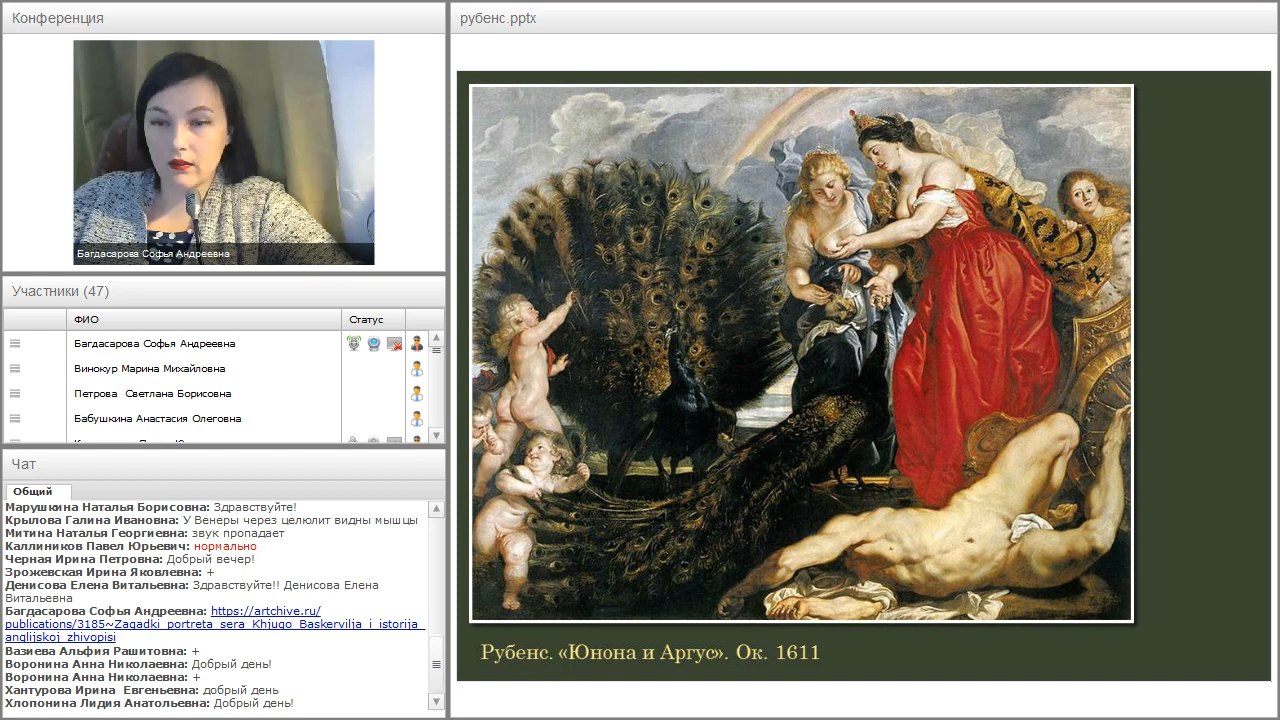 Конференция
Багдасарова Софья Андреевна
Участники (47)
ФИО
Статус
Багдасарова Софья Андреевна
Винокур Марина Михайловна
Петрова Светлана Борисовна
Бабушкина Анастасия Олеговна
Чат
Общий
Марушкина Наталья Борисовна: Здравствуйте!
Крылова Галина Ивановна: У Венеры через целюлит видны мышцы
Митина Наталья Георгиевна: звук пропадает
Каллиников Павел Юрьевич: нормально
Черная Ирина Петровна: Добрый вечер!
Зрожевская Ирина Яковлевна: +
Денисова Елена Витальевна: Здравствуйте!! Денисова Елена
Витальевна
Багдасарова Софья Андреевна: https://artchive.ru/
publications/3185~Zagadki_portreta_sera_Khjugo_Baskervilja_i_istorija_
anglijskoj_zhivopisi
Вазиева Альфия Рашитовна: +
Воронина Анна Николаевна: Добрый день!
Воронина Анна Николаевна: +
Хантурова Ирина Евгеньевна: добрый день
Хлопонина Лидия Анатольевна: Добрый день!
рубенс.pptx
Рубенс. «Юнона и Аргус». Ок. 1611